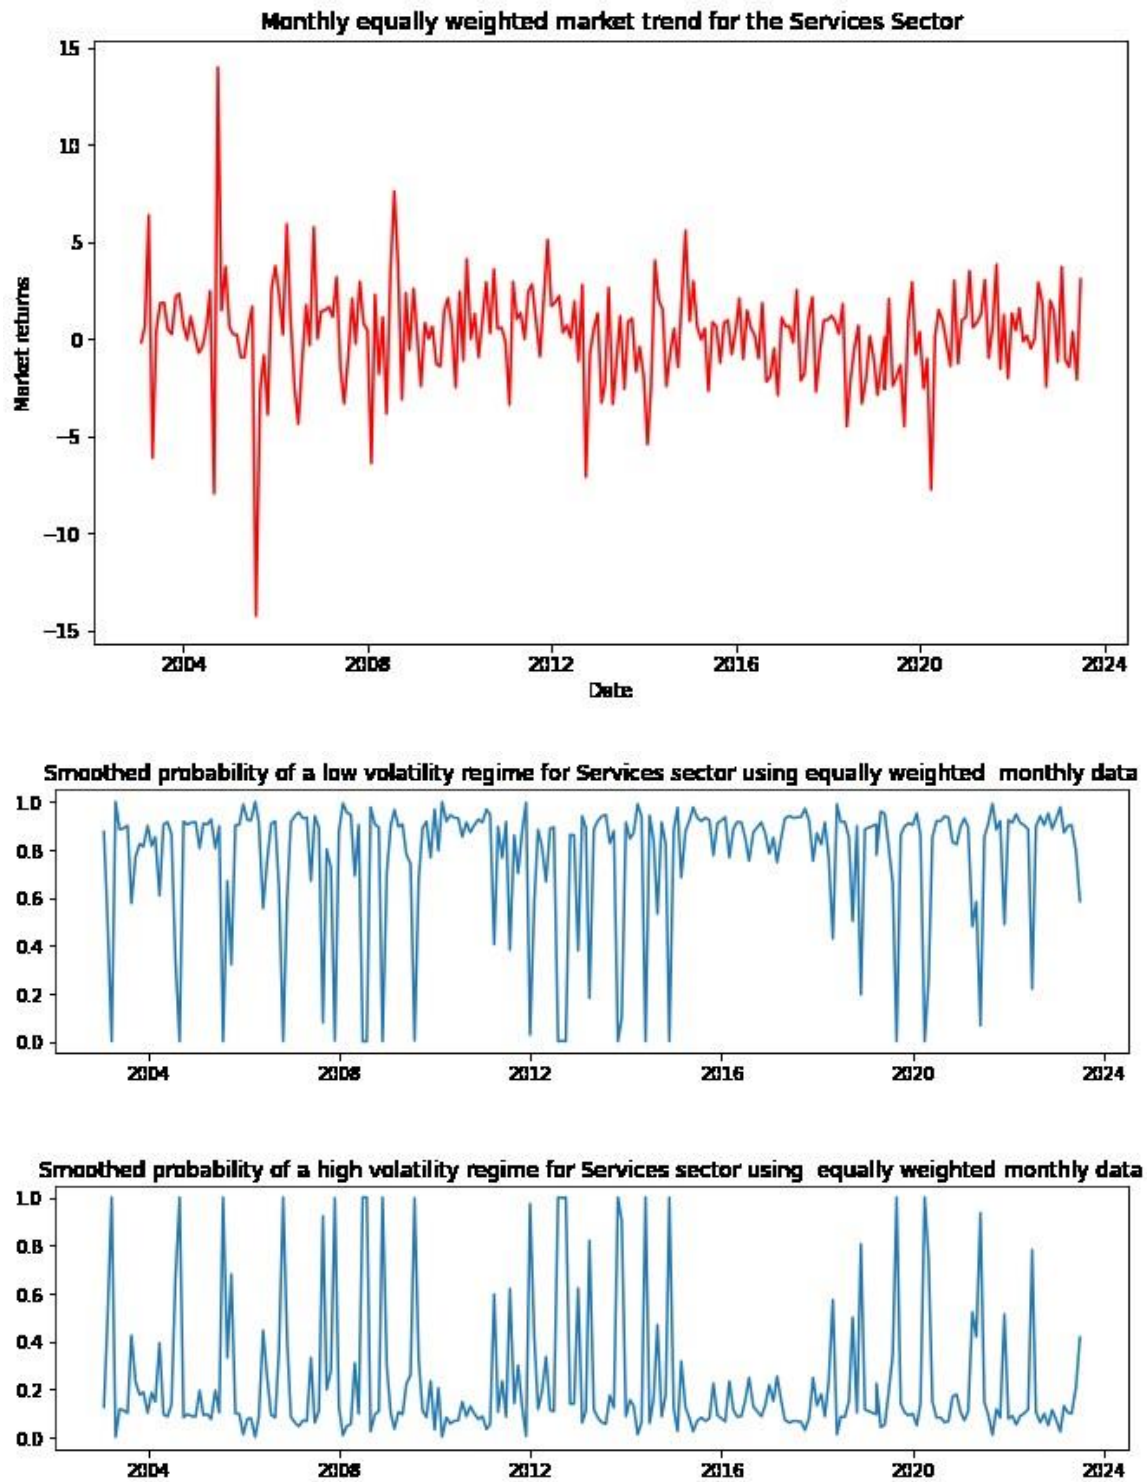 Monthly equally weighted market trend for the Services Sector
15
10
5
0
−5
−10
−15
Market returns
2004 2008 2012 2016 2020 2024
Date
Smoothed probability of a low volatility regime for Services sector using equally weighted monthly data
1.0
0.8
0.6
0.4
0.2
0.0
2004 2008 2012 2016 2020 2024
Smoothed probability of a high volatility regime for Services sector using equally weighted monthly data
1.0
0.8
0.6
0.4
0.2
0.0
2004 2008 2012 2016 2020 2024